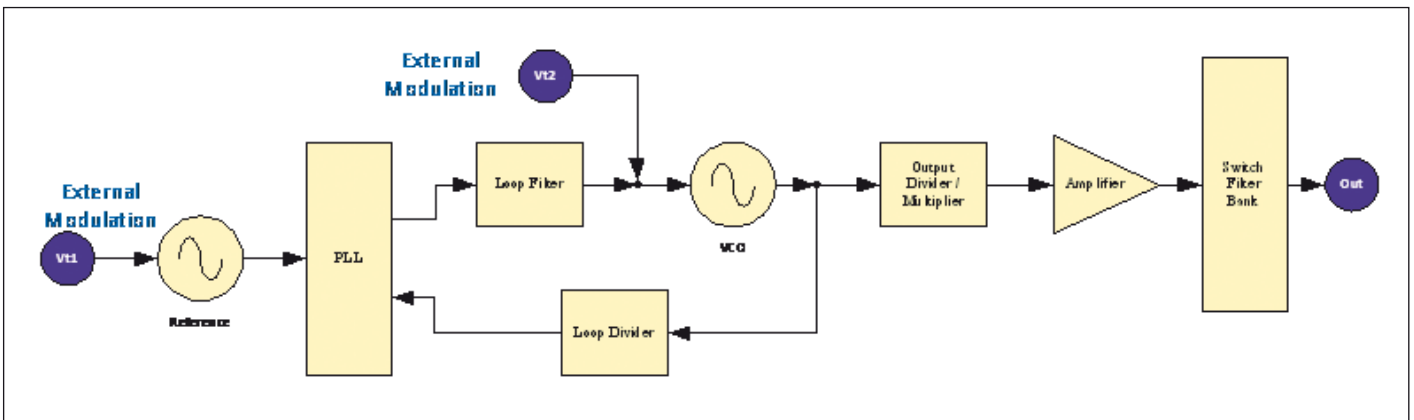 External
Modulation
Vt2
External
Modulation
Vt1
Reference
PLL
Loop Filter
VCO
Loop Divider
Output
Divider /
Multiplier
Amplifier
Switch
Filter
Bank
Out